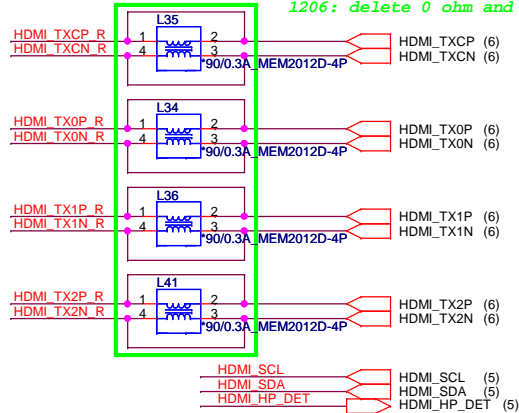 1206: delete 0 ohm and
L35
HDMI_TXCP_R 1 2 HDMI_TXCP (6)
HDMI_TXCN_R 4 3 HDMI_TXCN (6)
*90/0.3A_MEM2012D-4P
L34
HDMI_TX0P_R 1 2 HDMI_TX0P (6)
HDMI_TX0N_R 4 3 HDMI_TX0N (6)
*90/0.3A_MEM2012D-4P
L36
HDMI_TX1P_R 1 2 HDMI_TX1P (6)
HDMI_TX1N_R 4 3 HDMI_TX1N (6)
*90/0.3A_MEM2012D-4P
L41
HDMI_TX2P_R 1 2 HDMI_TX2P (6)
HDMI_TX2N_R 4 3 HDMI_TX2N (6)
*90/0.3A_MEM2012D-4P
HDMI_SCL HDMI_SCL (5)
HDMI_SDA HDMI_SDA (5)
HDMI_HP_DET HDMI_HP_DET (5)